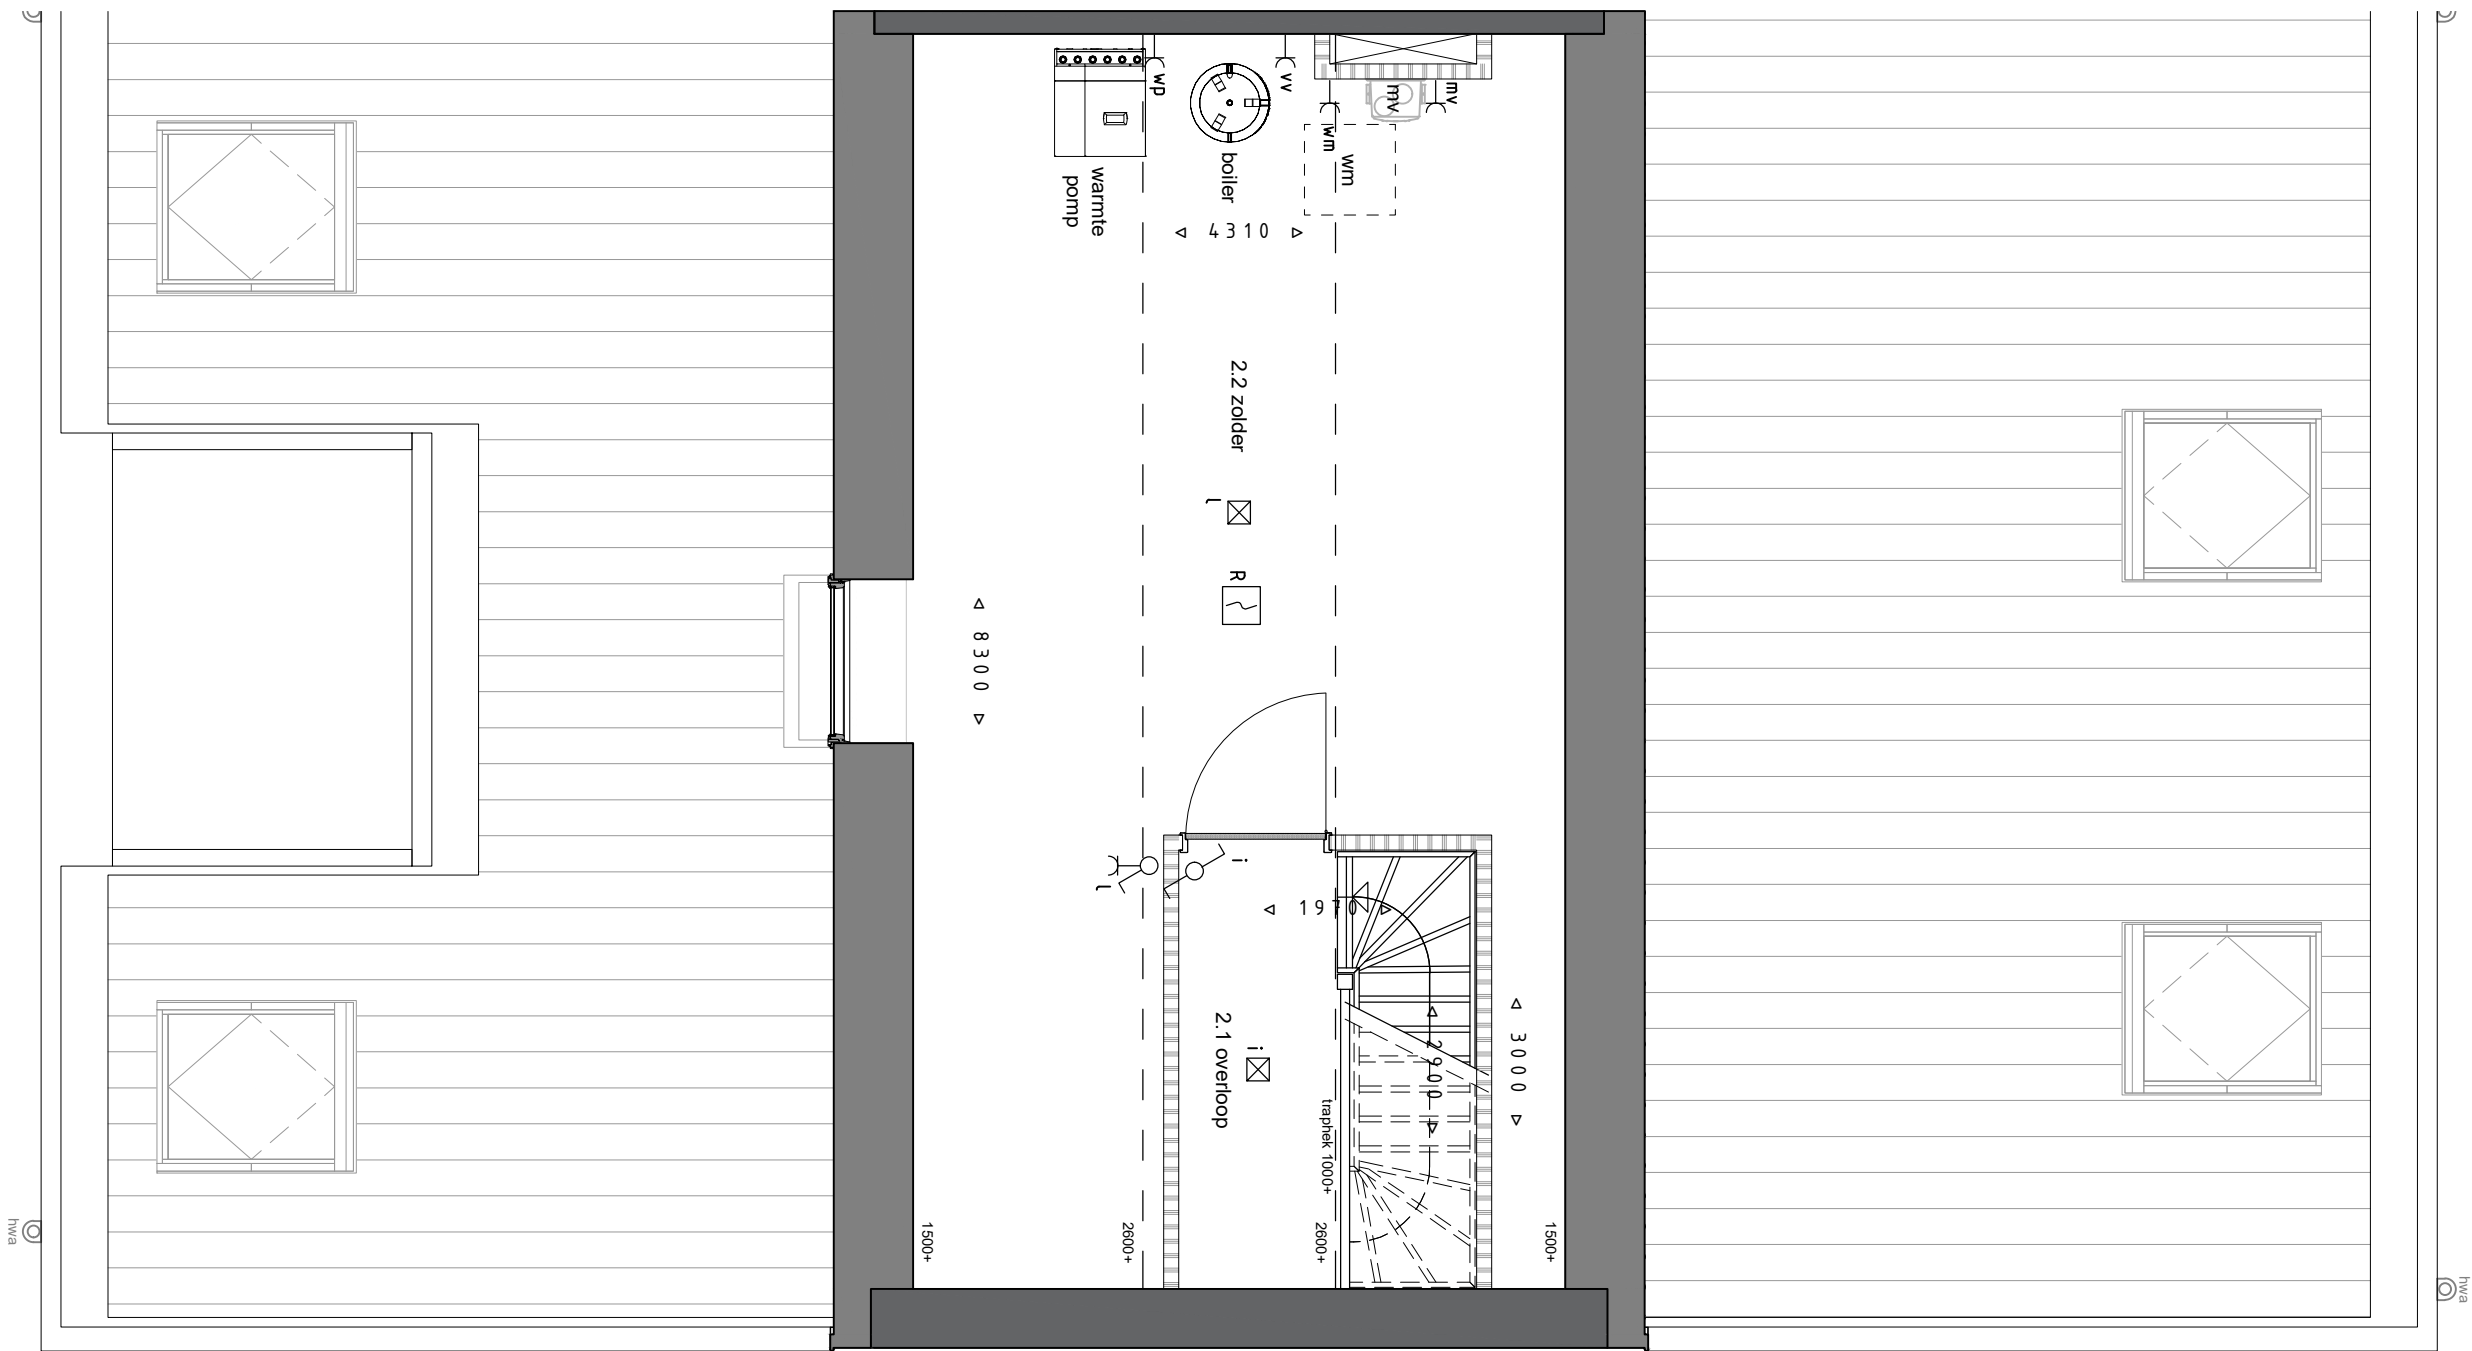 wp
vv
mv
mv
wm
wm
boiler
warmte
pomp
4310
2.2 zolder
l
R
8300
i
l
1970
3000
2900
2.1 overloop
i
traphek 1000+
1500+
2600+
2600+
1500+
hwa
hwa